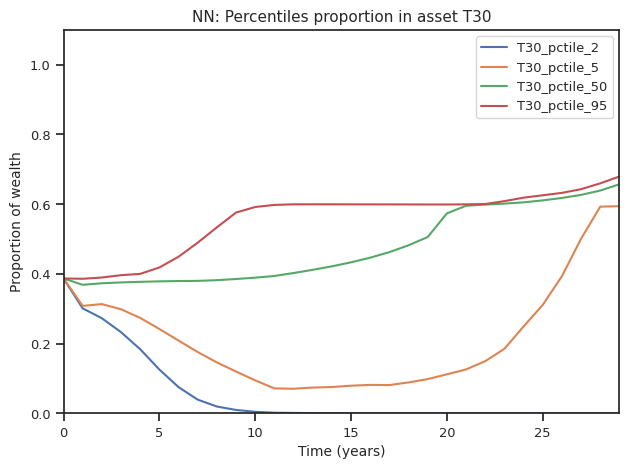 NN: Percentiles proportion in asset T30
T30_pctile_2
T30_pctile_5
T30_pctile_50
T30_pctile_95
Proportion of wealth
1.0
0.8
0.6
0.4
0.2
0.0
0 5 10 15 20 25
Time (years)